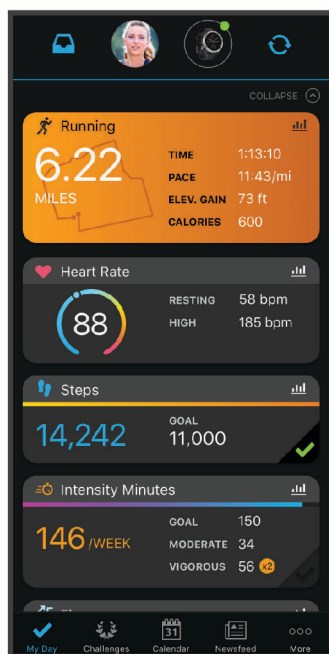 COLLAPSE
Running
6.22
MILES
TIME 1:13:10
PACE 11:43/mi
ELEV. GAIN 73 ft
CALORIES 600
Heart Rate
88
RESTING 58 bpm
HIGH 185 bpm
Steps
14,242
GOAL
11,000
Intensity Minutes
146 /WEEK
GOAL 150
MODERATE 34
VIGOROUS 56 x2
31
My Day Challenges Calendar Newsfeed More